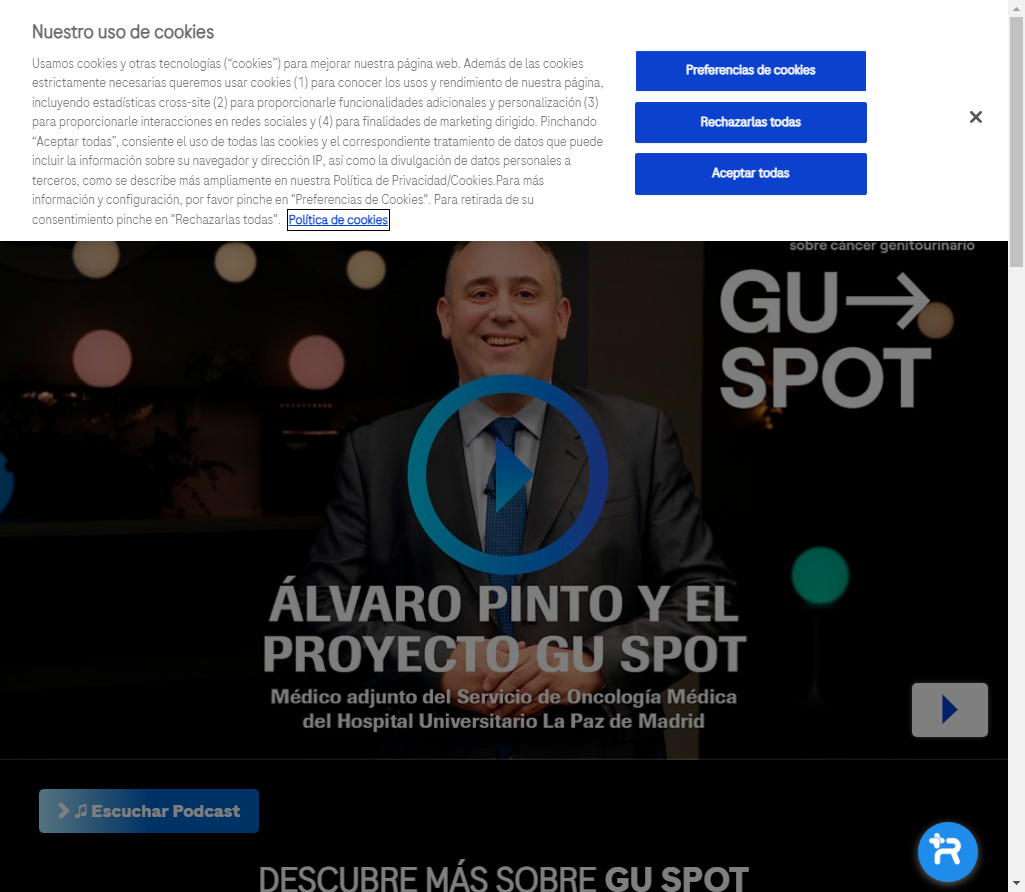 Nuestro uso de cookies
Usamos cookies y otras tecnologías (“cookies”) para mejorar nuestra página web. Además de las cookies
estrictamente necesarias queremos usar cookies (1) para conocer los usos y rendimiento de nuestra página,
incluyendo estadísticas cross-site (2) para proporcionarle funcionalidades adicionales y personalización (3)
para proporcionarle interacciones en redes sociales y (4) para finalidades de marketing dirigido. Pinchando
“Aceptar todas”, consiente el uso de todas las cookies y el correspondiente tratamiento de datos que puede
incluir la información sobre su navegador y dirección IP, así como la divulgación de datos personales a
terceros, como se describe más ampliamente en nuestra Política de Privacidad/Cookies.Para más
información y configuración, por favor pinche en "Preferencias de Cookies". Para retirada de su
consentimiento pinche en "Rechazarlas todas". Política de cookies
Preferencias de cookies
Rechazarlas todas
Aceptar todas
sobre cáncer genitourinario
GU
SPOT
ÁLVARO PINTO Y EL
PROYECTO GU SPOT
Médico adjunto del Servicio de Oncología Médica
del Hospital Universitario La Paz de Madrid
Escuchar Podcast
DESCUBRE MÁS SOBRE GU SPOT